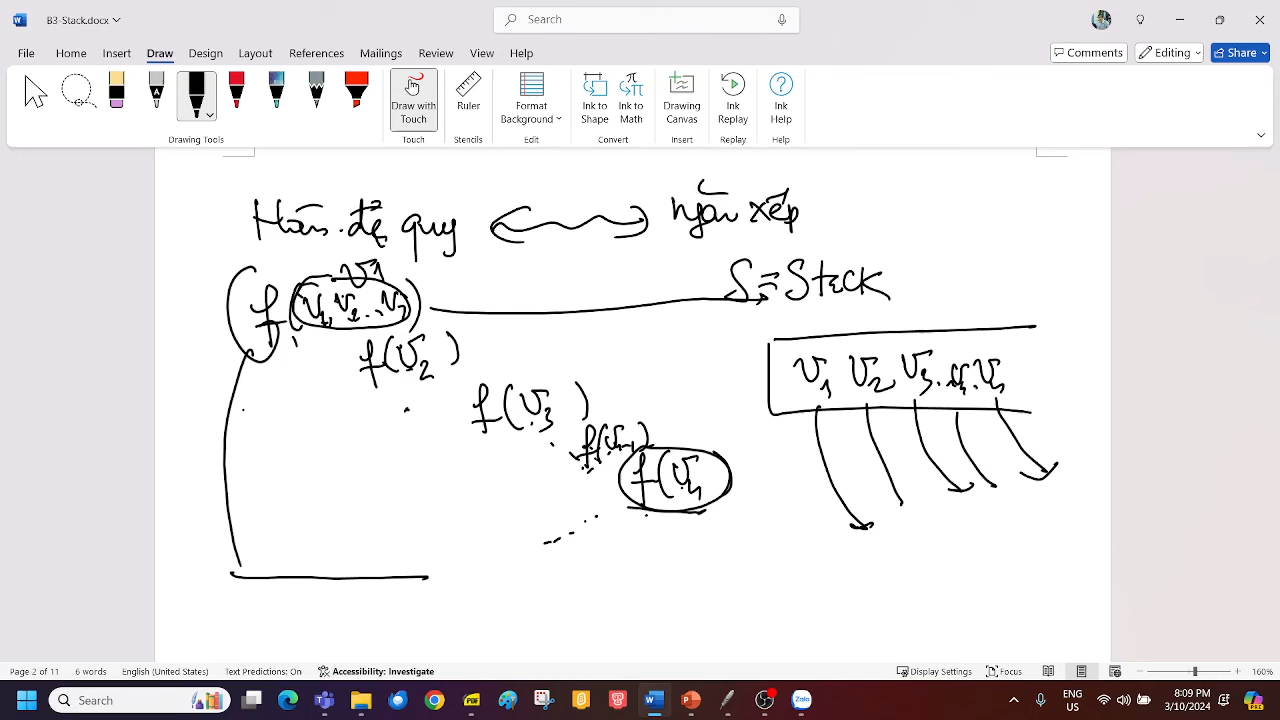 B3-Stack.docx
Search
File Home Insert Draw Design Layout References Mailings Review View Help
Comments Editing Share
Draw with Touch
Ruler
Format Background
Ink to Shape
Ink to Math
Drawing Canvas
Ink Replay
Ink Help
Drawing Tools Touch Stencils Edit Convert Insert Replay Help
Hàm đệ quy ngăn xếp
S = Stack
f(V1, V2 ..., V3)
V1
f(V2)
V1 V2 V3 ... Vn
f(V3)
f(Vn-1)
f(Vn
Page 2 of 11 6 words English (United States) Text Predictions: On Accessibility: Investigate Display Settings Focus 160%
Search
ENG US
8:09 PM
3/10/2024